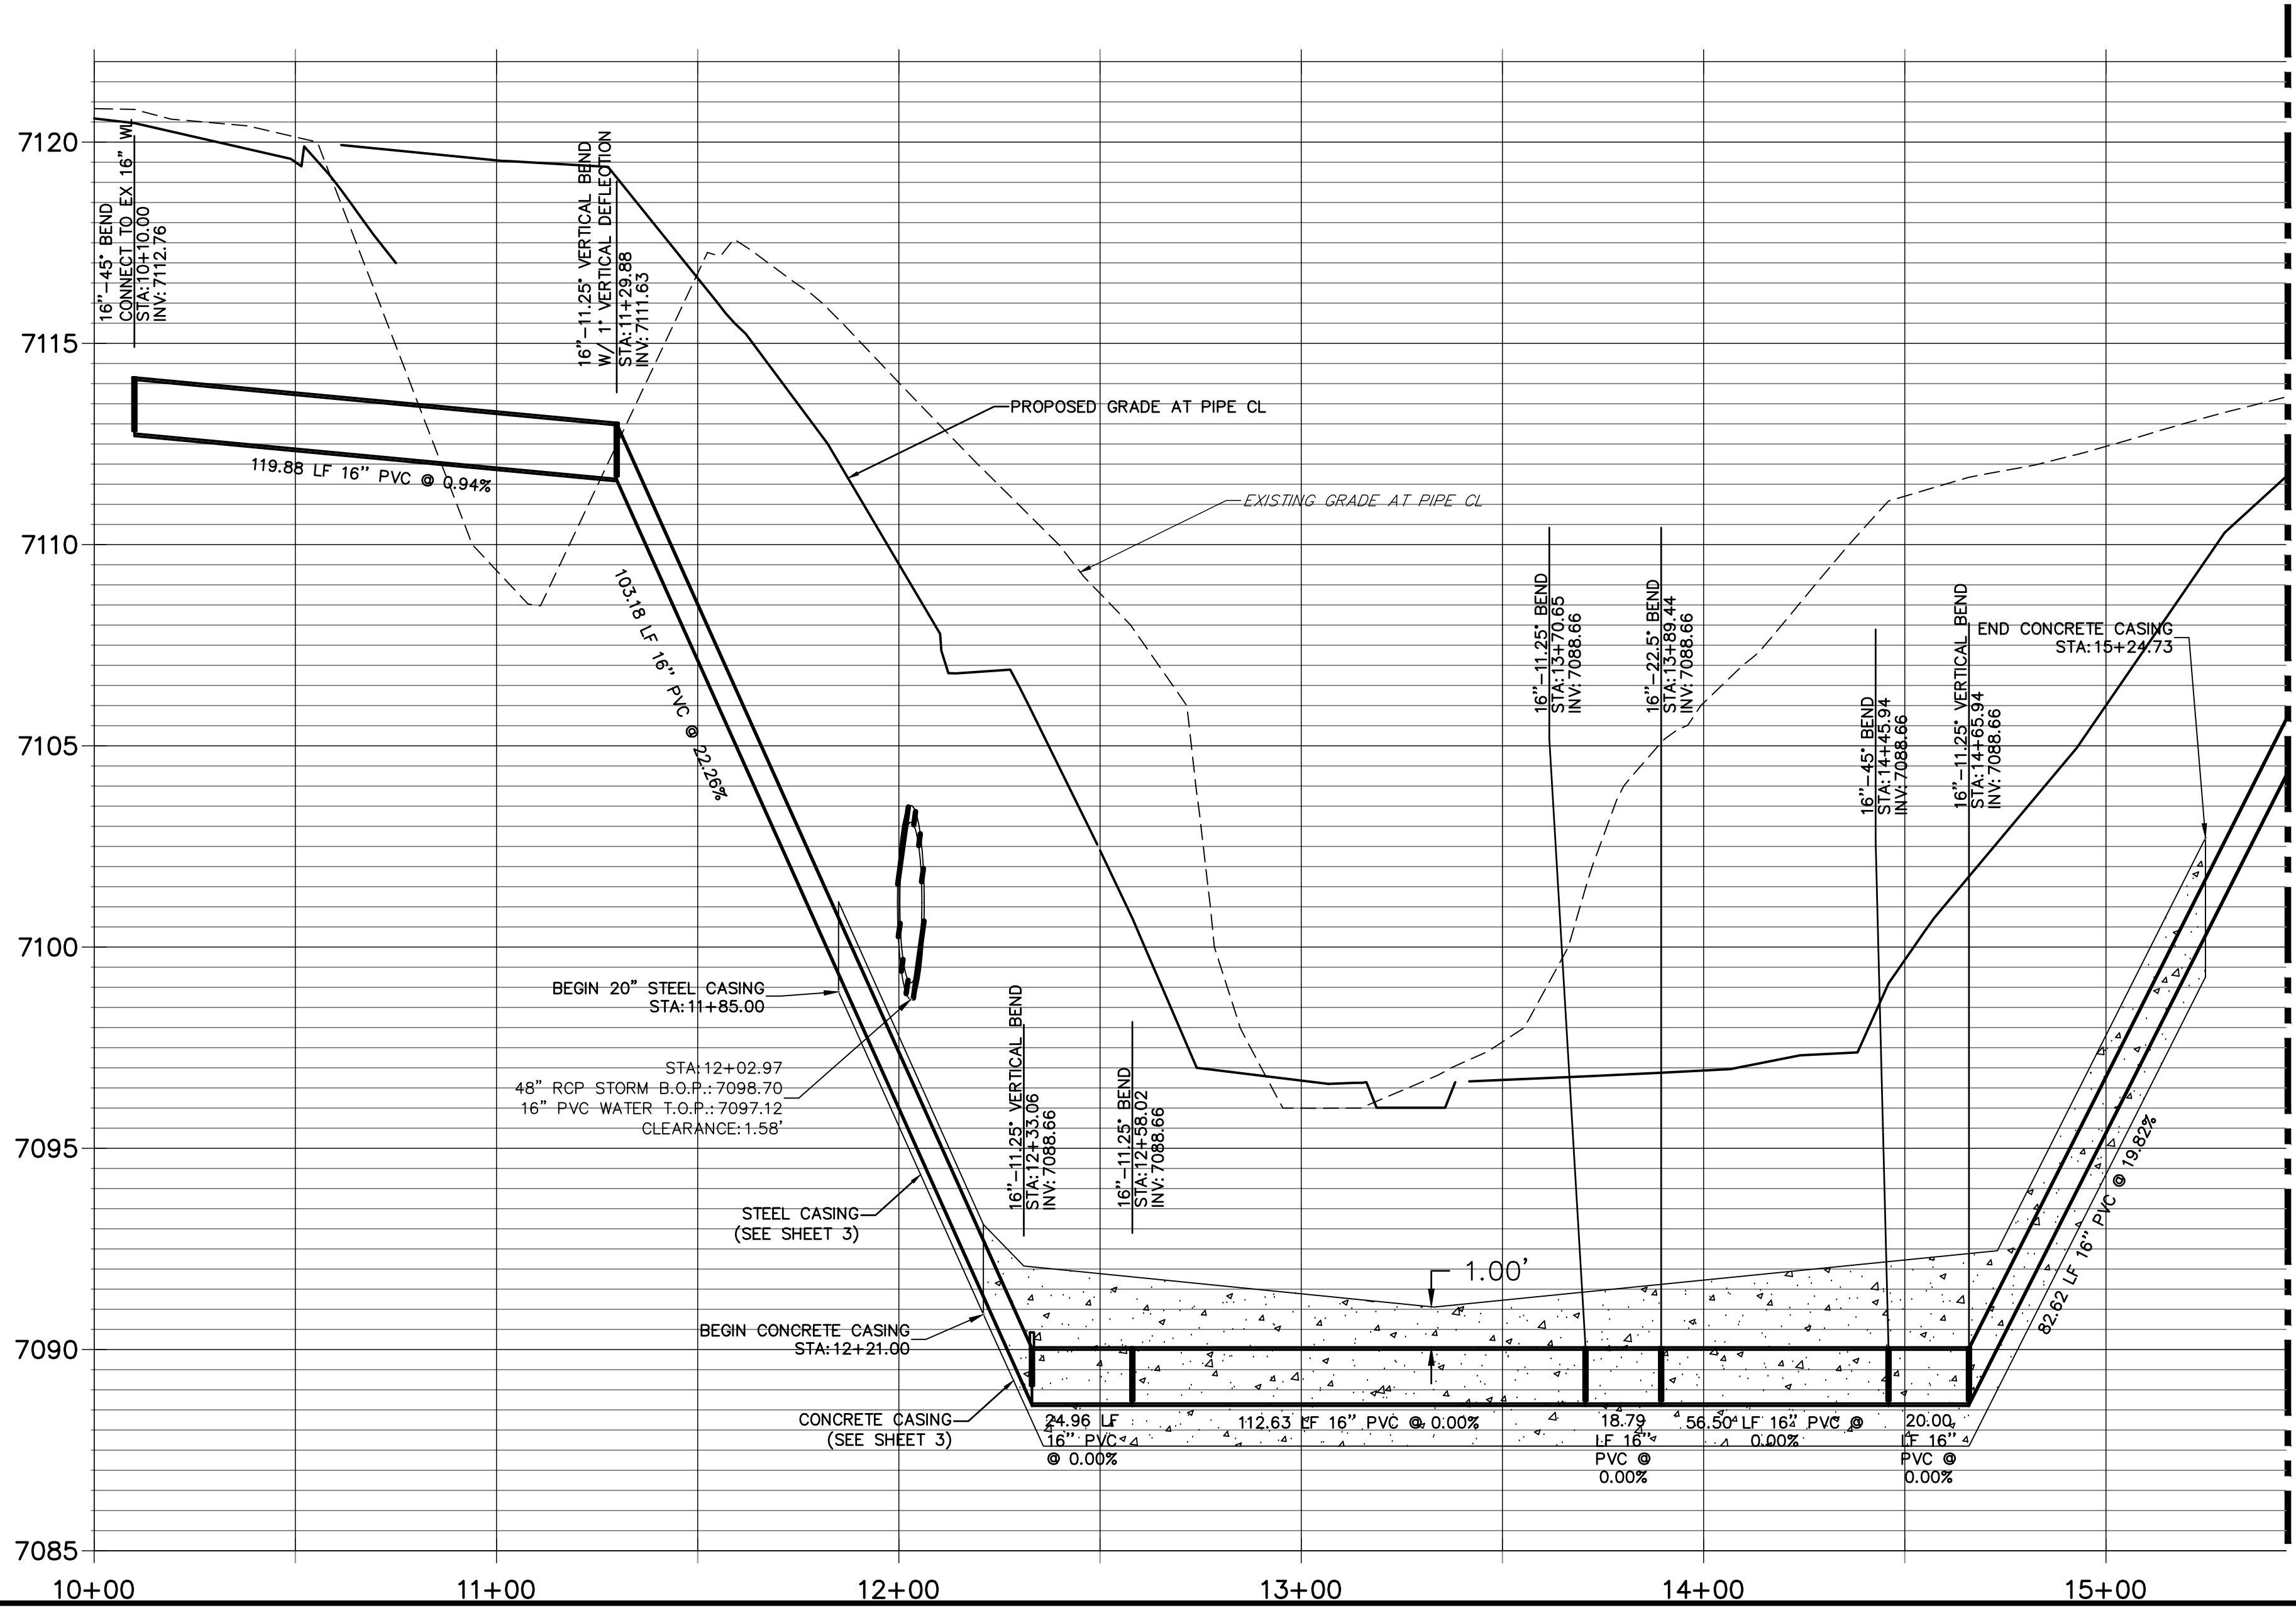 7120
7115
7110
7105
7100
7095
7090
7085
10+00
11+00
12+00
13+00
14+00
15+00
16"-45° BEND
CONNECT TO EX 16" WL
STA:10+10.00
INV:7112.76
16"-11.25° VERTICAL BEND
W/ 1° VERTICAL DEFLECTION
STA:11+29.88
INV:7111.63
119.88 LF 16" PVC @ 0.94%
103.18 LF 16" PVC @ 22.26%
PROPOSED GRADE AT PIPE CL
EXISTING GRADE AT PIPE CL
BEGIN 20" STEEL CASING
STA:11+85.00
STA:12+02.97
48" RCP STORM B.O.P.:7098.70
16" PVC WATER T.O.P.:7097.12
CLEARANCE:1.58'
STEEL CASING
(SEE SHEET 3)
BEGIN CONCRETE CASING
STA:12+21.00
CONCRETE CASING
(SEE SHEET 3)
16"-11.25° VERTICAL BEND
STA:12+33.06
INV:7088.66
16"-11.25° BEND
STA:12+58.02
INV:7088.66
16"-11.25° BEND
STA:13+70.65
INV:7088.66
16"-22.5° BEND
STA:13+89.44
INV:7088.66
16"-45° BEND
STA:14+45.94
INV:7088.66
16"-11.25° VERTICAL BEND
STA:14+65.94
INV:7088.66
END CONCRETE CASING
STA:15+24.73
1.00'
24.96 LF
16" PVC
@ 0.00%
112.63 LF 16" PVC @ 0.00%
18.79
LF 16"
PVC @
0.00%
56.50 LF 16" PVC @
0.00%
20.00
LF 16"
PVC @
0.00%
82.62 LF 16" PVC @ 19.82%